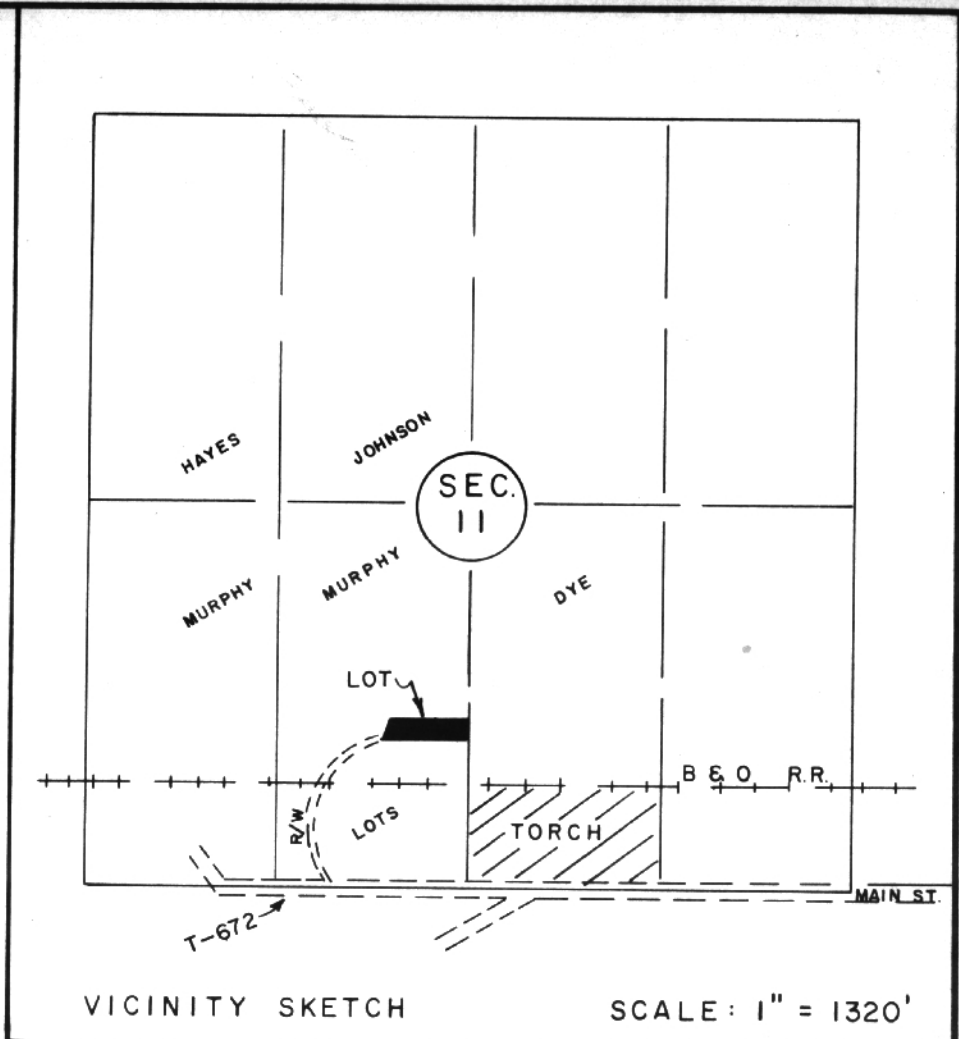 HAYES
JOHNSON
SEC.
11
MURPHY
MURPHY
DYE
LOT
B & O R.R.
R/W
LOTS
TORCH
MAIN ST.
T-672
VICINITY SKETCH
SCALE: 1" = 1320'